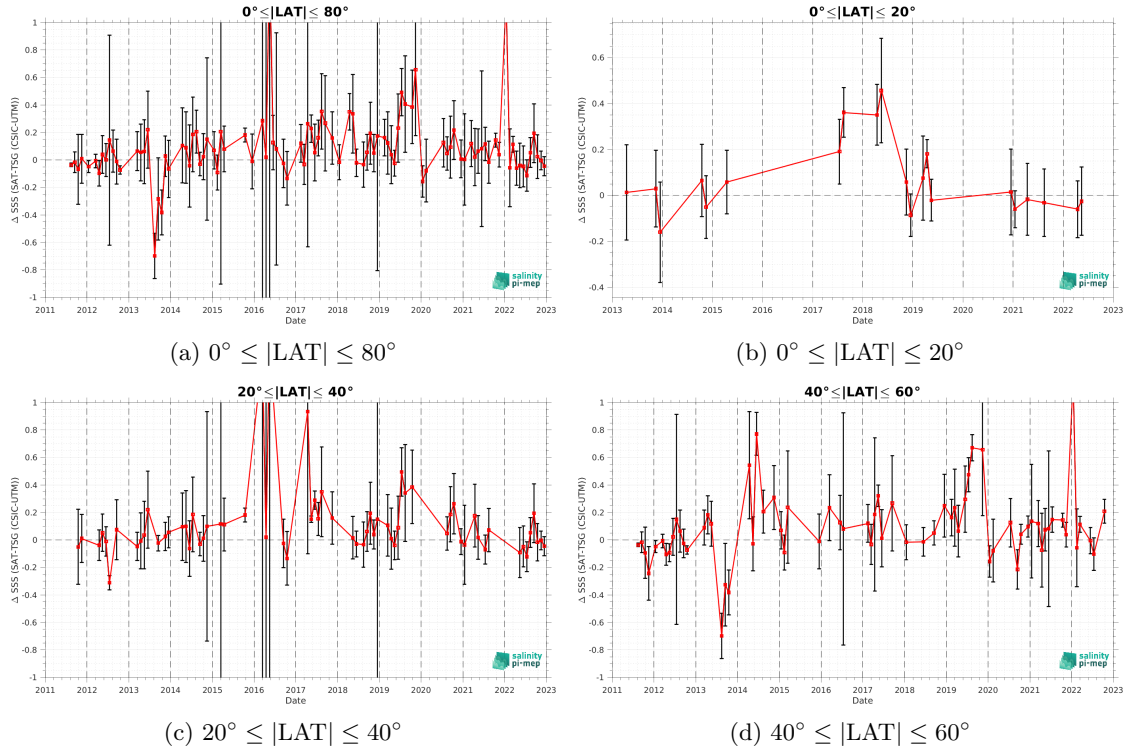 0°≤|LAT|≤ 80°
Δ SSS (SAT-TSG (CSIC-UTM))
1
0.8
0.6
0.4
0.2
0
-0.2
-0.4
-0.6
-0.8
-1
2011 2012 2013 2014 2015 2016 2017 2018 2019 2020 2021 2022 2023
Date
salinity
pi-mep
(a) 0° ≤ |LAT| ≤ 80°
0°≤|LAT|≤ 20°
Δ SSS (SAT-TSG (CSIC-UTM))
0.6
0.4
0.2
0
-0.2
-0.4
2013 2014 2015 2016 2017 2018 2019 2020 2021 2022 2023
Date
salinity
pi-mep
(b) 0° ≤ |LAT| ≤ 20°
20°≤|LAT|≤ 40°
Δ SSS (SAT-TSG (CSIC-UTM))
1
0.8
0.6
0.4
0.2
0
-0.2
-0.4
-0.6
-0.8
-1
2011 2012 2013 2014 2015 2016 2017 2018 2019 2020 2021 2022 2023
Date
salinity
pi-mep
(c) 20° ≤ |LAT| ≤ 40°
40°≤|LAT|≤ 60°
Δ SSS (SAT-TSG (CSIC-UTM))
1
0.8
0.6
0.4
0.2
0
-0.2
-0.4
-0.6
-0.8
-1
2011 2012 2013 2014 2015 2016 2017 2018 2019 2020 2021 2022 2023
Date
salinity
pi-mep
(d) 40° ≤ |LAT| ≤ 60°